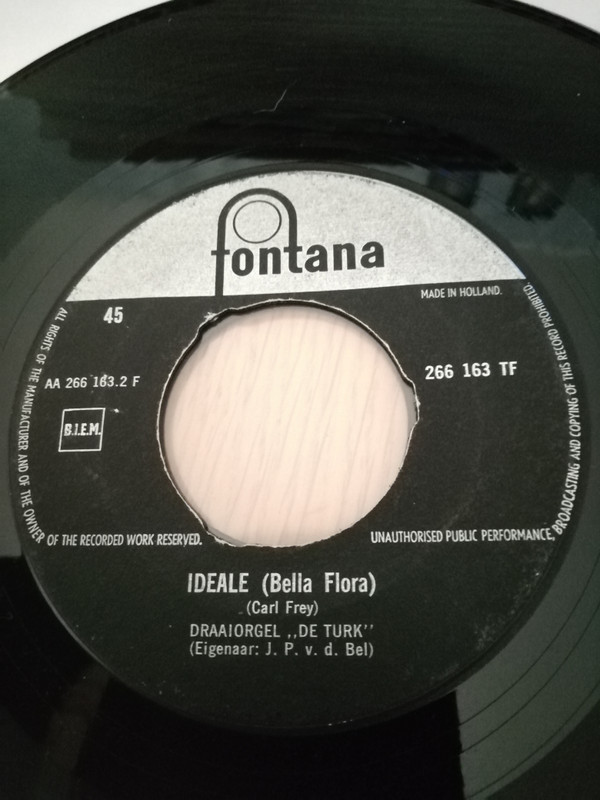 fontana
MADE IN HOLLAND.
45
266 163 TF
AA 266 163.2 F
B.I.E.M.
ALL RIGHTS OF THE MANUFACTURER AND OF THE OWNER OF THE RECORDED WORK RESERVED.
UNAUTHORISED PUBLIC PERFORMANCE, BROADCASTING AND COPYING OF THIS RECORD PROHIBITED.
IDEALE (Bella Flora)
(Carl Frey)
DRAAIORGEL ,,DE TURK''
(Eigenaar: J. P. v. d. Bel)